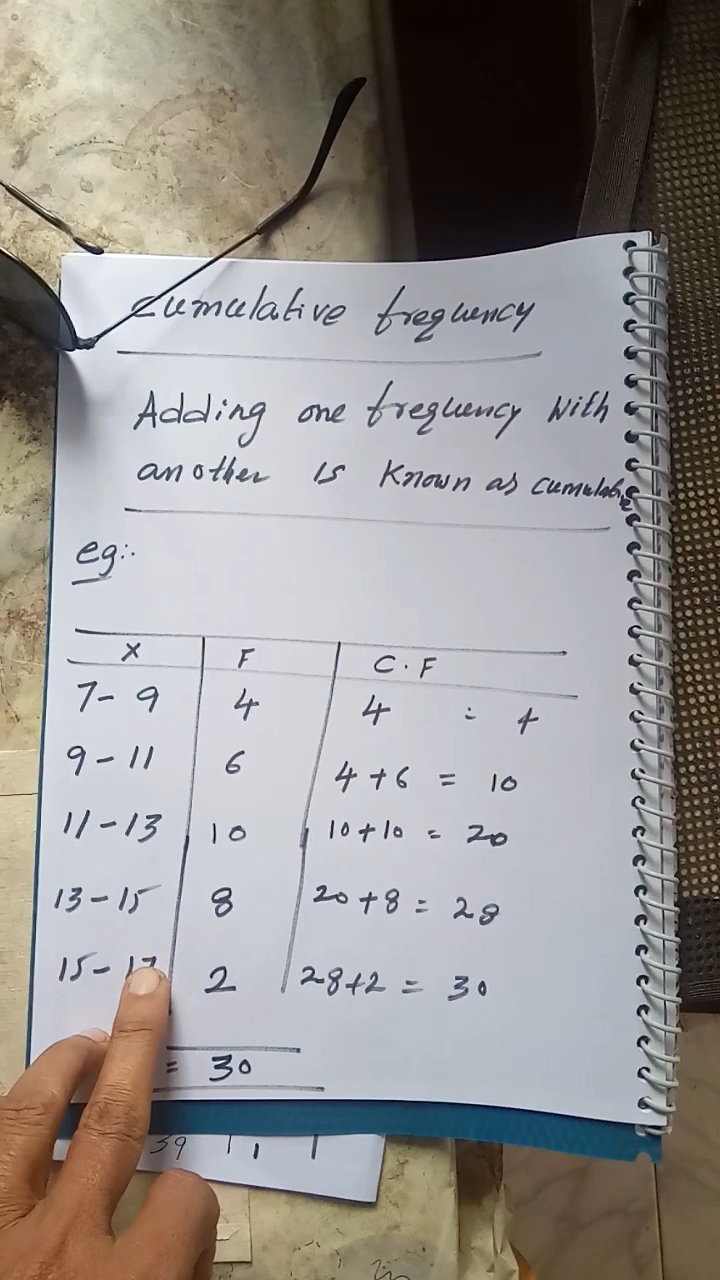 cumulative frequency
Adding one frequency with
another is known as cumulative
eg:-
X F C.F
7-9 4 4 = 4
9-11 6 4+6 = 10
11-13 10 10+10 = 20
13-15 8 20+8 = 28
15-17 2 28+2 = 30
= 30
39